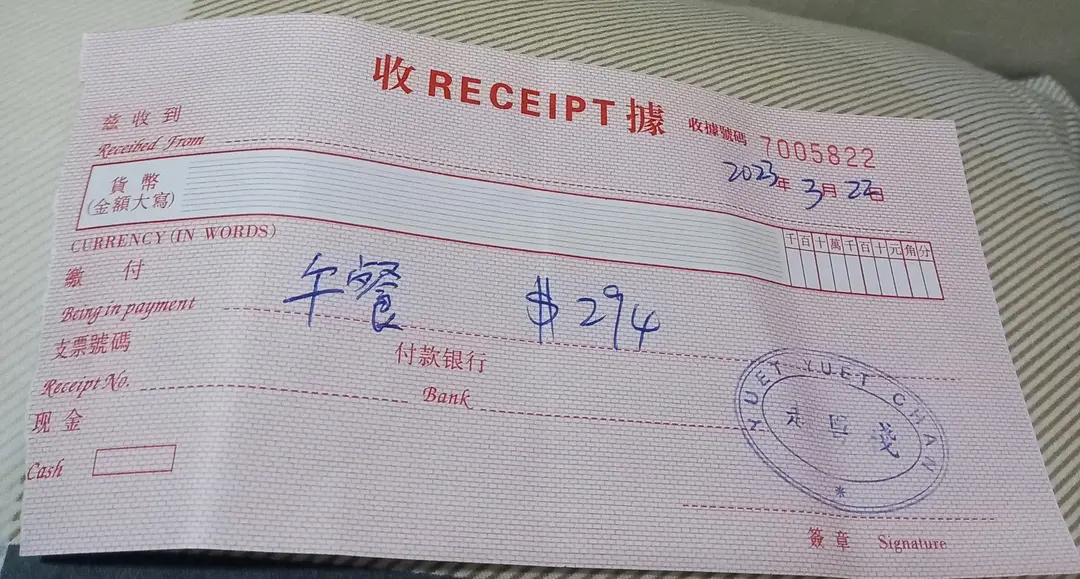 收 RECEIPT 據
收據號碼 7005822
2023年 3月 22日
兹收到
Receibed From
貨幣
(金額大寫)
CURRENCY (IN WORDS)
千百十萬千百十元角分
繳付
Being in payment
午餐 $ 294
支票號碼
Receipt No.
付款银行
Bank
现金
Cash
YUET CHAN
簽章 Signature